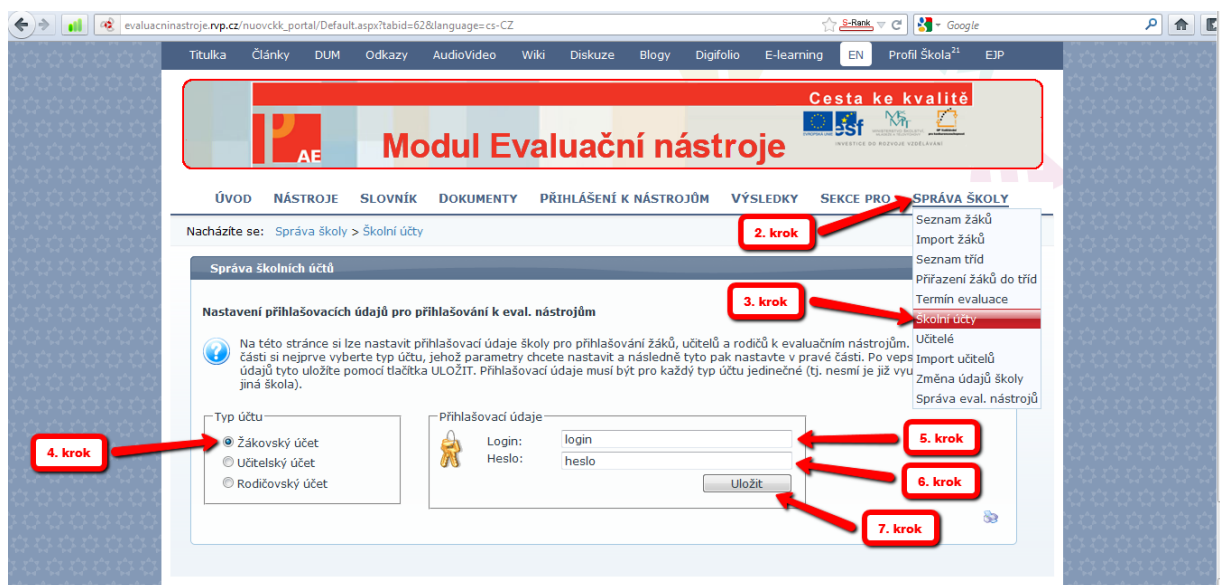 evaluacninastroje.rvp.cz/nuovckk_portal/Default.aspx?tabid=62&language=cs-CZ
S-Rank
Google
Titulka Články DUM Odkazy AudioVideo Wiki Diskuze Blogy Digifolio E-learning EN Profil Škola21 EJP
Cesta ke kvalitě
AE
Modul Evaluační nástroje
esf
INVESTICE DO ROZVOJE VZDĚLÁVÁNÍ
ÚVOD NÁSTROJE SLOVNÍK DOKUMENTY PŘIHLÁŠENÍ K NÁSTROJŮM VÝSLEDKY SEKCE PRO SPRÁVA ŠKOLY
Nacházíte se: Správa školy > Školní účty
2. krok
Seznam žáků
Import žáků
Seznam tříd
Přiřazení žáků do tříd
Termín evaluace
Školní účty
Učitelé
Import učitelů
Změna údajů školy
Správa eval. nástrojů
3. krok
Správa školních účtů
Nastavení přihlašovacích údajů pro přihlašování k eval. nástrojům
Na této stránce si lze nastavit přihlašovací údaje školy pro přihlašování žáků, učitelů a rodičů k evaluačním nástrojům.
části si nejprve vyberte typ účtu, jehož parametry chcete nastavit a následně tyto pak nastavte v pravé části. Po veps
údajů tyto uložíte pomocí tlačítka ULOŽIT. Přihlašovací údaje musí být pro každý typ účtu jedinečné (tj. nesmí je již vyu
jiná škola).
Typ účtu
Žákovský účet
Učitelský účet
Rodičovský účet
4. krok
Přihlašovací údaje
Login: login
Heslo: heslo
Uložit
5. krok
6. krok
7. krok